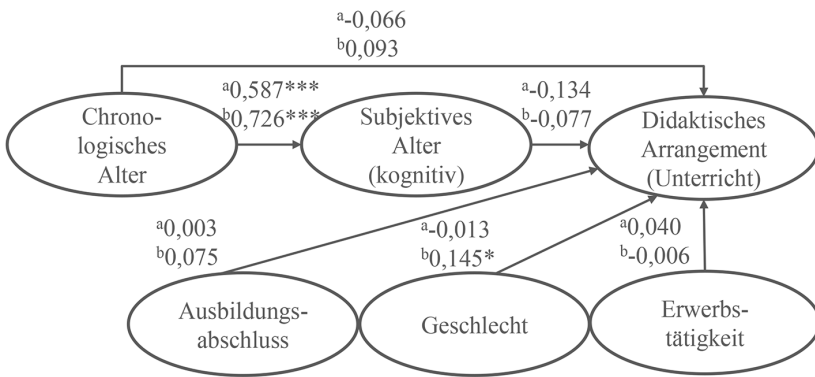 a-0,066
b0,093
a0,587***
b0,726***
a-0,134
b-0,077
Chrono-
logisches
Alter
Subjektives
Alter
(kognitiv)
Didaktisches
Arrangement
(Unterricht)
a0,003
b0,075
a-0,013
b0,145*
a0,040
b-0,006
Ausbildungs-
abschluss
Geschlecht
Erwerbs-
tätigkeit